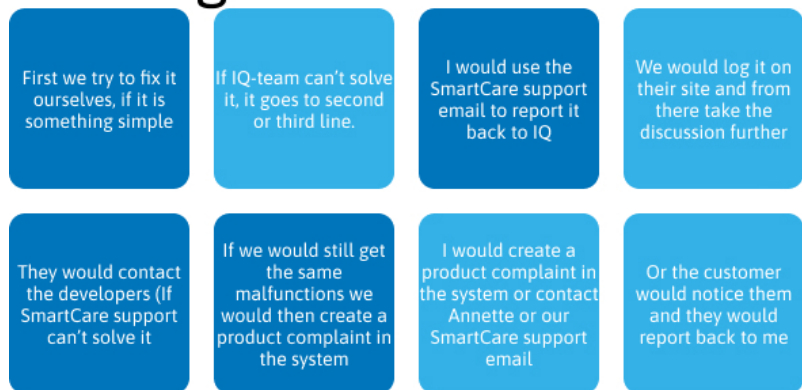 First we try to fix it
ourselves, if it is
something simple
If IQ-team can't solve
it, it goes to second
or third line.
I would use the
SmartCare support
email to report it
back to IQ
We would log it on
their site and from
there take the
discussion further
They would contact
the developers (If
SmartCare support
can't solve it
If we would still get
the same
malfunctions we
would then create a
product complaint in
the system
I would create a
product complaint in
the system or contact
Annette or our
SmartCare support
email
Or the customer
would notice them
and they would
report back to me